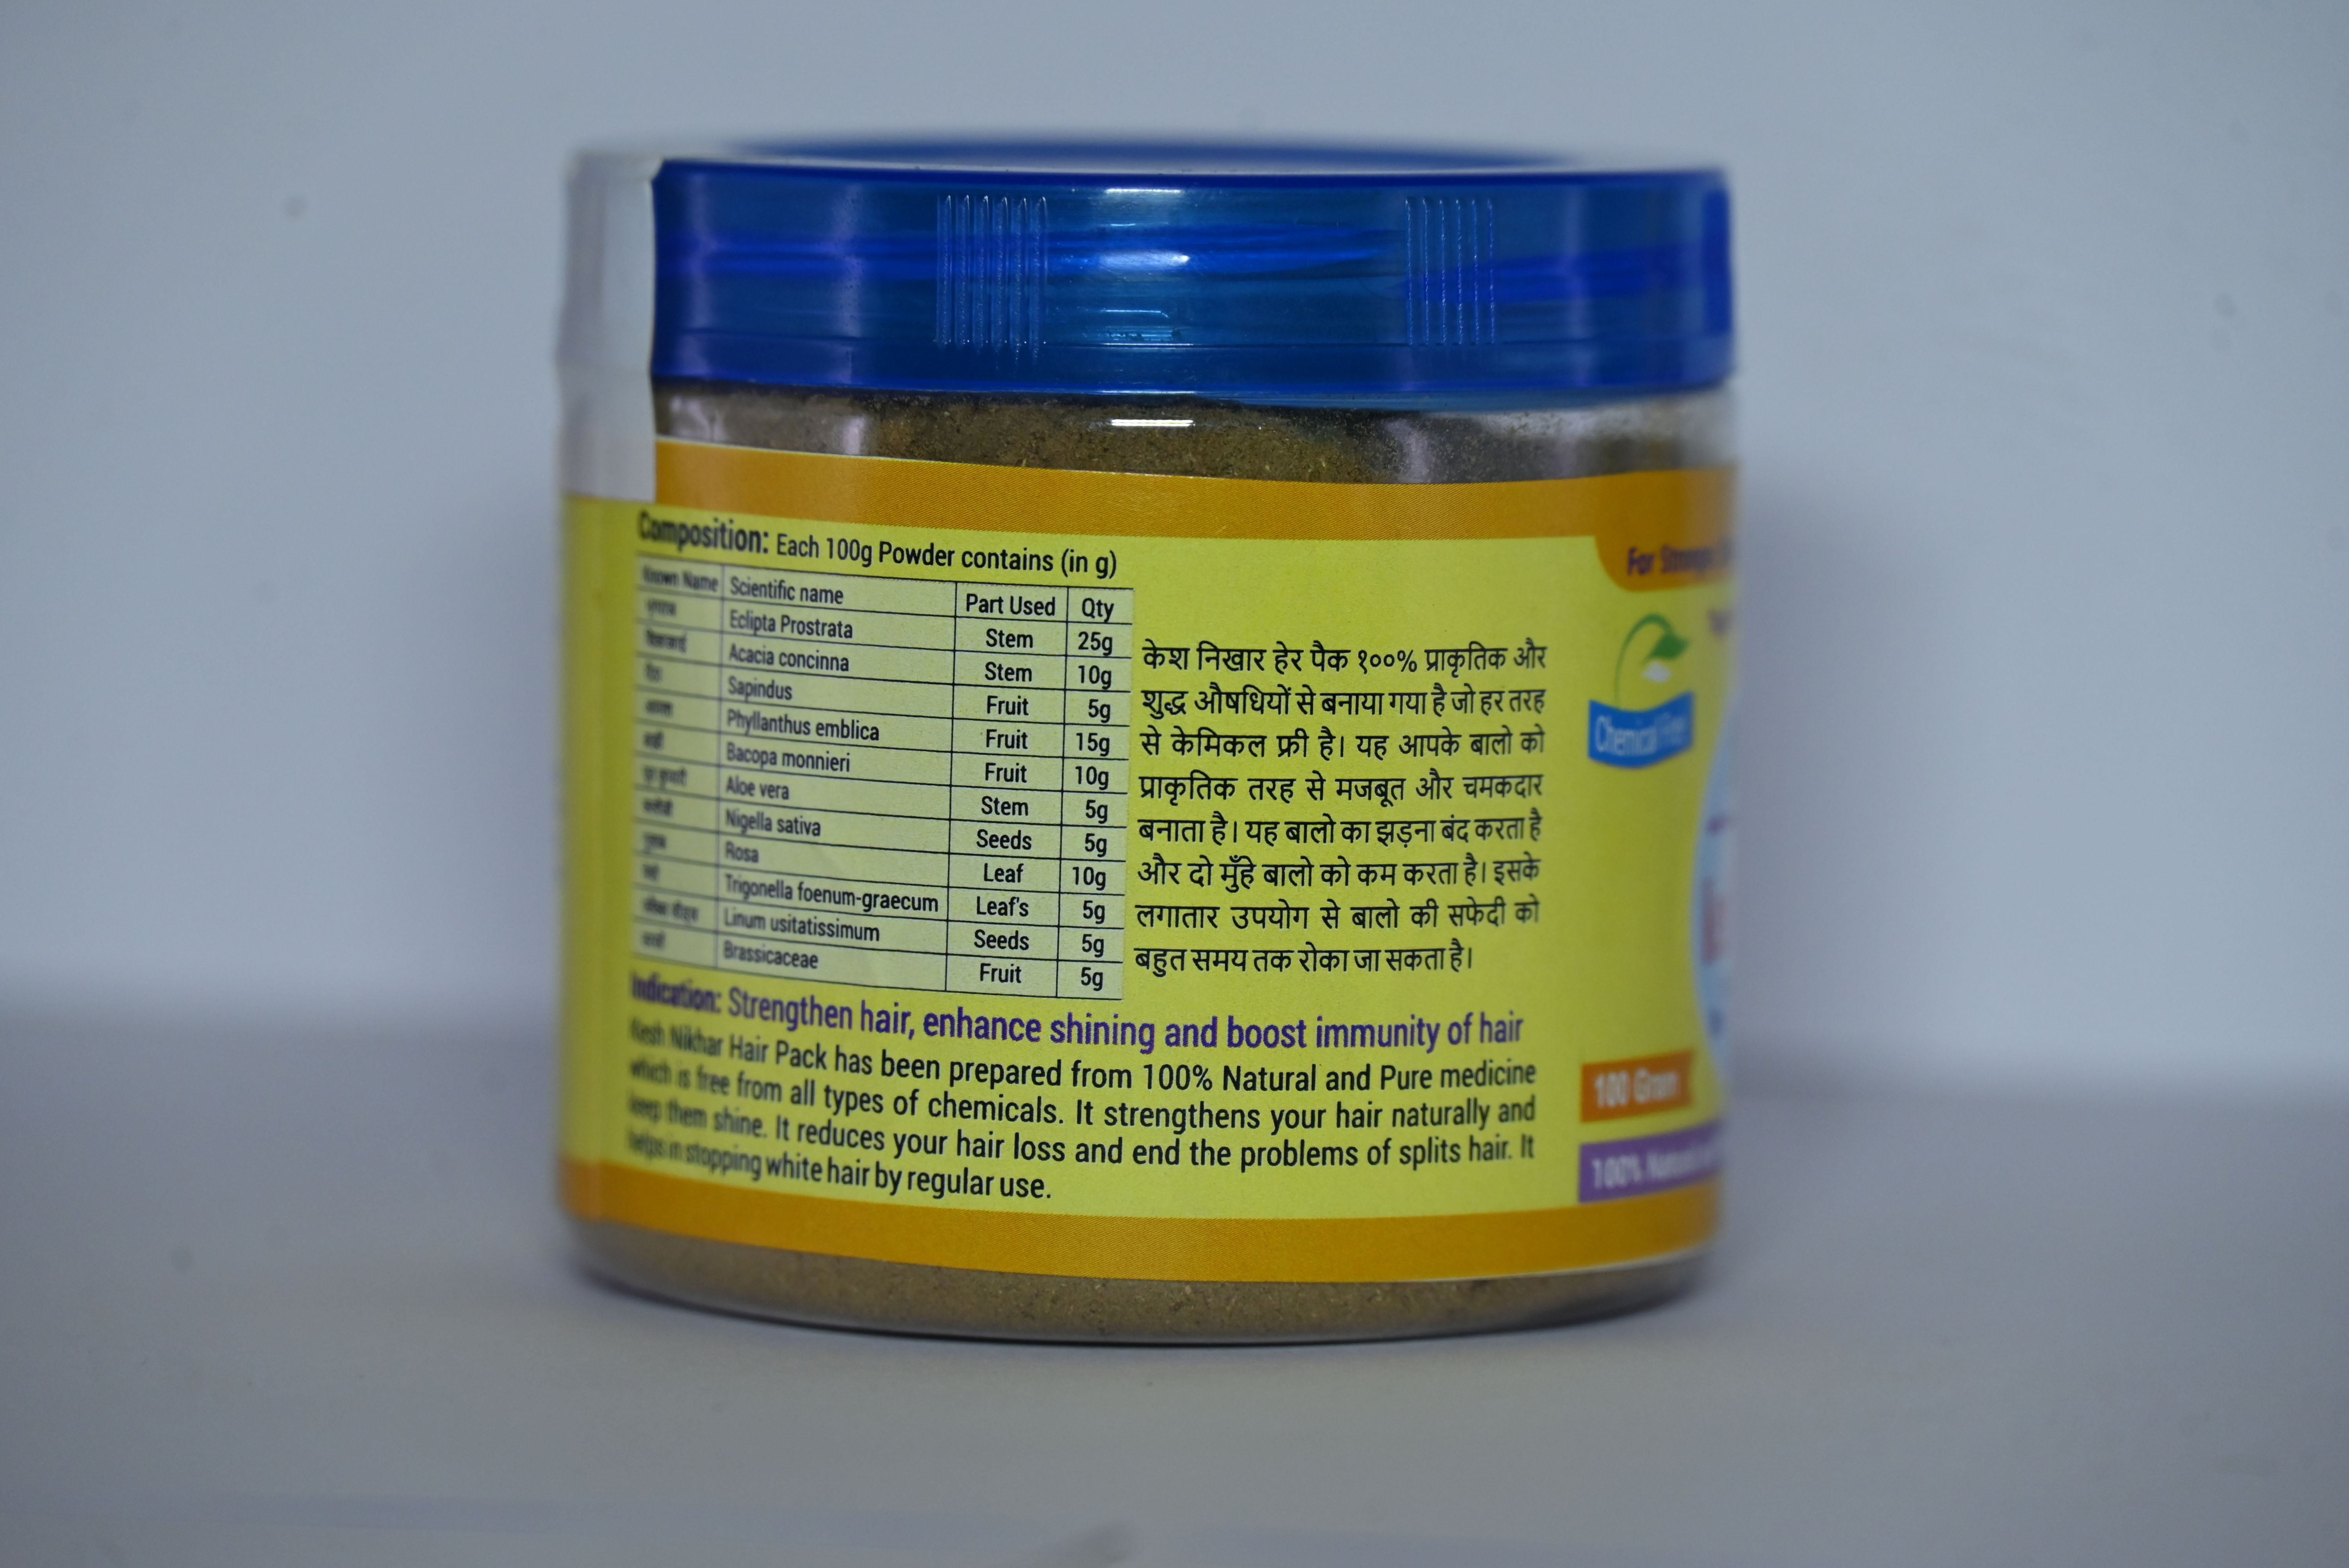 Composition: Each 100g Powder contains (in g)
Known Name Scientific name Part Used Qty
Eclipta Prostrata Stem 25g
Acacia concinna Stem 10g
Sapindus Fruit 5g
Phyllanthus emblica Fruit 15g
Bacopa monnieri Fruit 10g
Aloe vera Stem 5g
Nigella sativa Seeds 5g
Rosa Leaf 10g
Trigonella foenum-graecum Leaf's 5g
Linum usitatissimum Seeds 5g
Brassicaceae Fruit 5g
केश निखार हेर पैक १००% प्राकृतिक और
शुद्ध औषधियों से बनाया गया है जो हर तरह
से केमिकल फ्री है। यह आपके बालो को
प्राकृतिक तरह से मजबूत और चमकदार
बनाता है। यह बालो का झड़ना बंद करता है
और दो मुँहे बालो को कम करता है। इसके
लगातार उपयोग से बालो की सफेदी को
बहुत समय तक रोका जा सकता है।
Indication: Strengthen hair, enhance shining and boost immunity of hair
Kesh Nikhar Hair Pack has been prepared from 100% Natural and Pure medicine
which is free from all types of chemicals. It strengthens your hair naturally and
keep them shine. It reduces your hair loss and end the problems of splits hair. It
helps in stopping white hair by regular use.
For
Chemical Free
100 Gram
100%